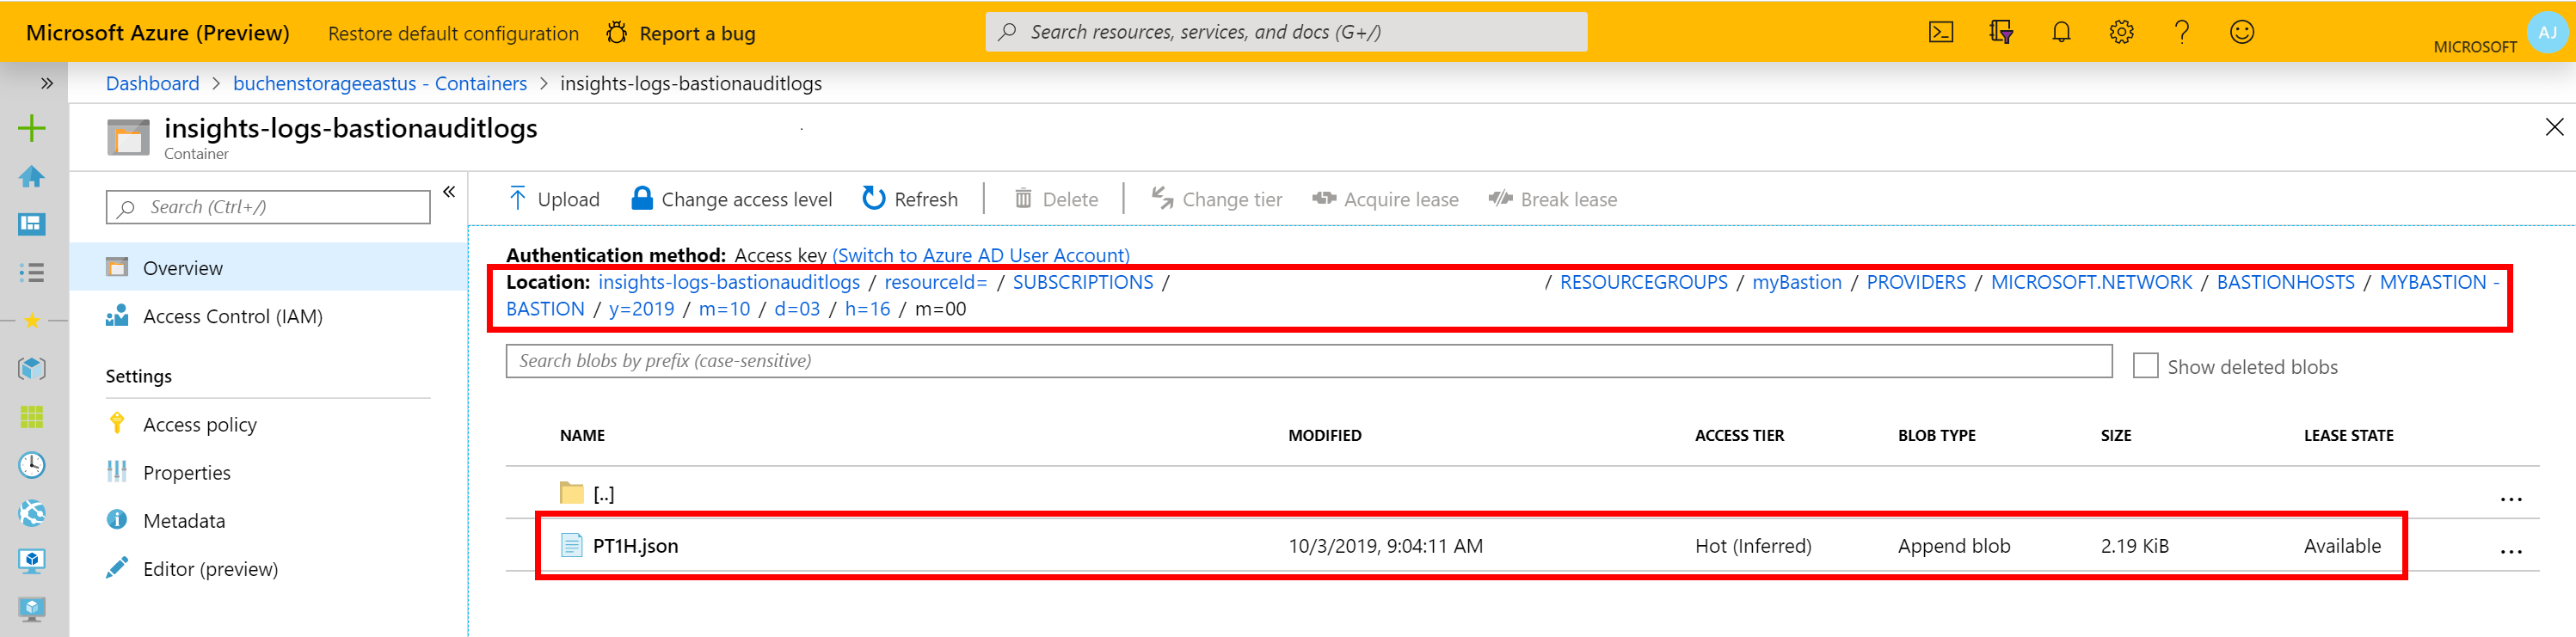 Microsoft Azure (Preview) Restore default configuration Report a bug Search resources, services, and docs (G+/) MICROSOFT AJ
» Dashboard > buchenstorageeastus - Containers > insights-logs-bastionauditlogs
insights-logs-bastionauditlogs
Container
Search (Ctrl+/) «
Overview
Access Control (IAM)
Settings
Access policy
Properties
Metadata
Editor (preview)
Upload Change access level Refresh Delete Change tier Acquire lease Break lease
Authentication method: Access key (Switch to Azure AD User Account)
Location: insights-logs-bastionauditlogs / resourceId= / SUBSCRIPTIONS / / RESOURCEGROUPS / myBastion / PROVIDERS / MICROSOFT.NETWORK / BASTIONHOSTS / MYBASTION -
BASTION / y=2019 / m=10 / d=03 / h=16 / m=00
Search blobs by prefix (case-sensitive) Show deleted blobs
NAME MODIFIED ACCESS TIER BLOB TYPE SIZE LEASE STATE
[..] ...
PT1H.json 10/3/2019, 9:04:11 AM Hot (Inferred) Append blob 2.19 KiB Available ...